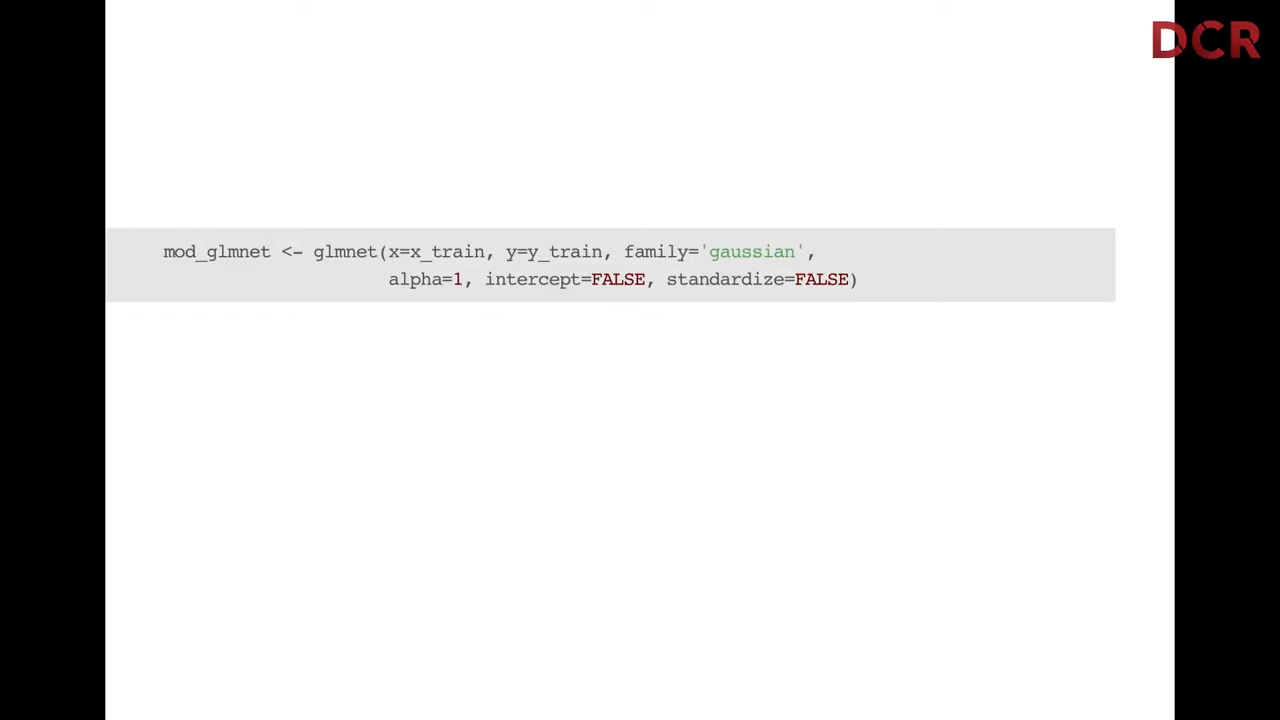 DCR
mod_glmnet <- glmnet(x=x_train, y=y_train, family='gaussian',
alpha=1, intercept=FALSE, standardize=FALSE)